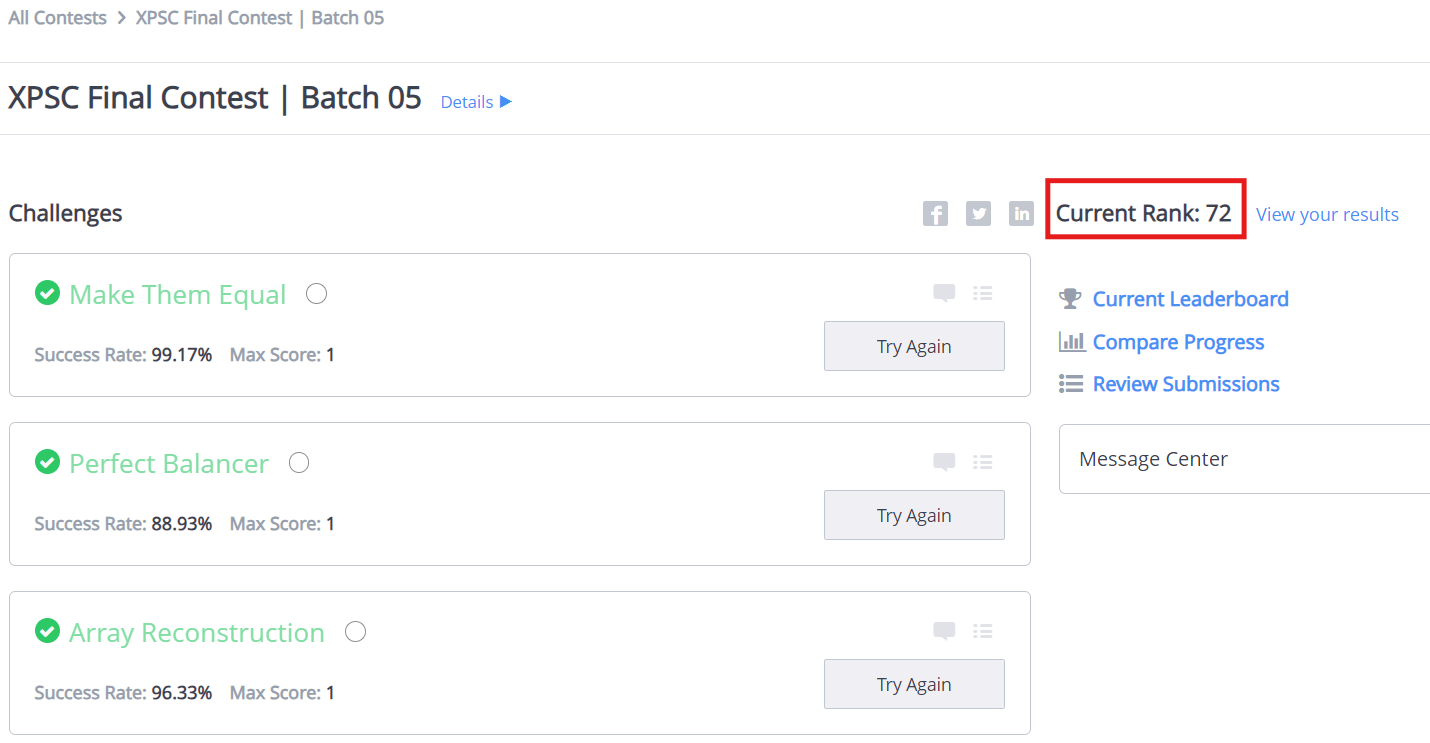 All Contests > XPSC Final Contest | Batch 05
XPSC Final Contest | Batch 05 Details
Challenges
Current Rank: 72 View your results
Make Them Equal
Success Rate: 99.17% Max Score: 1
Try Again
Perfect Balancer
Success Rate: 88.93% Max Score: 1
Try Again
Array Reconstruction
Success Rate: 96.33% Max Score: 1
Try Again
Current Leaderboard
Compare Progress
Review Submissions
Message Center